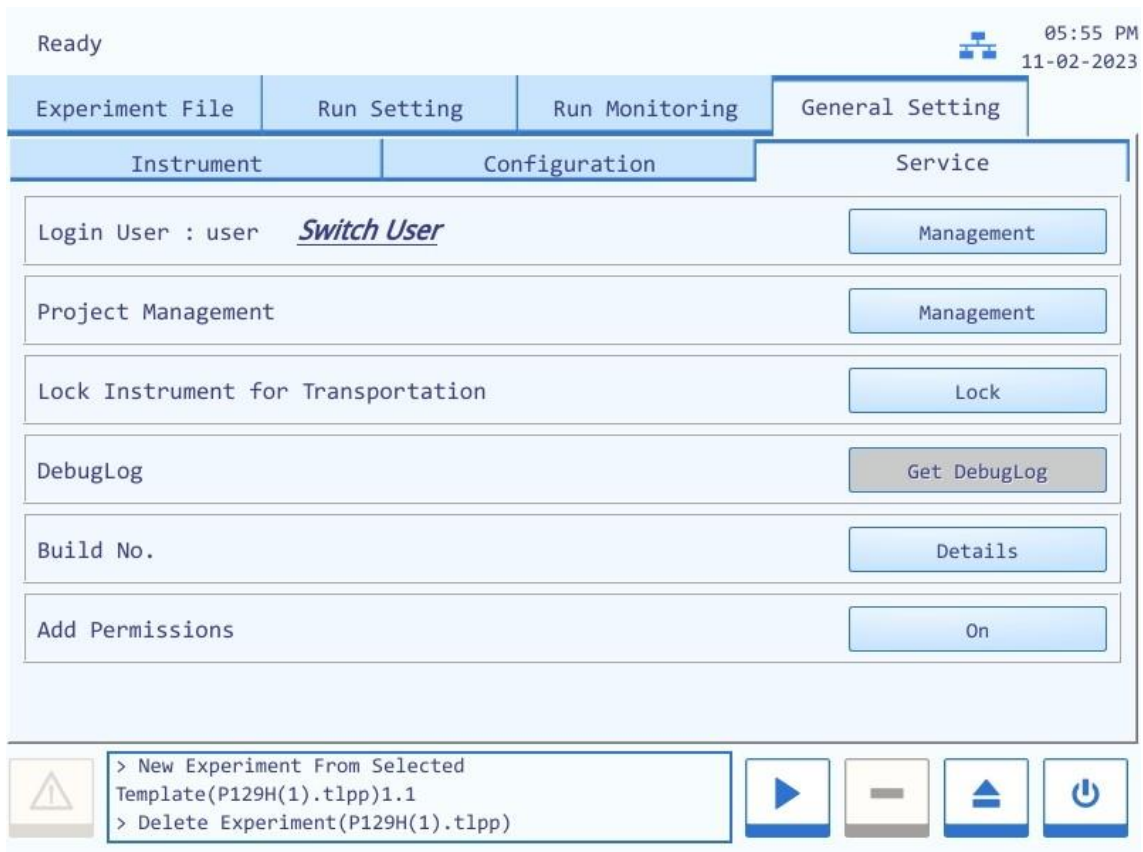 Ready
05:55 PM
11-02-2023
Experiment File
Run Setting
Run Monitoring
General Setting
Instrument
Configuration
Service
Login User : user Switch User Management
Project Management Management
Lock Instrument for Transportation Lock
DebugLog Get DebugLog
Build No. Details
Add Permissions On
> New Experiment From Selected
Template(P129H(1).tlpp)1.1
> Delete Experiment(P129H(1).tlpp)